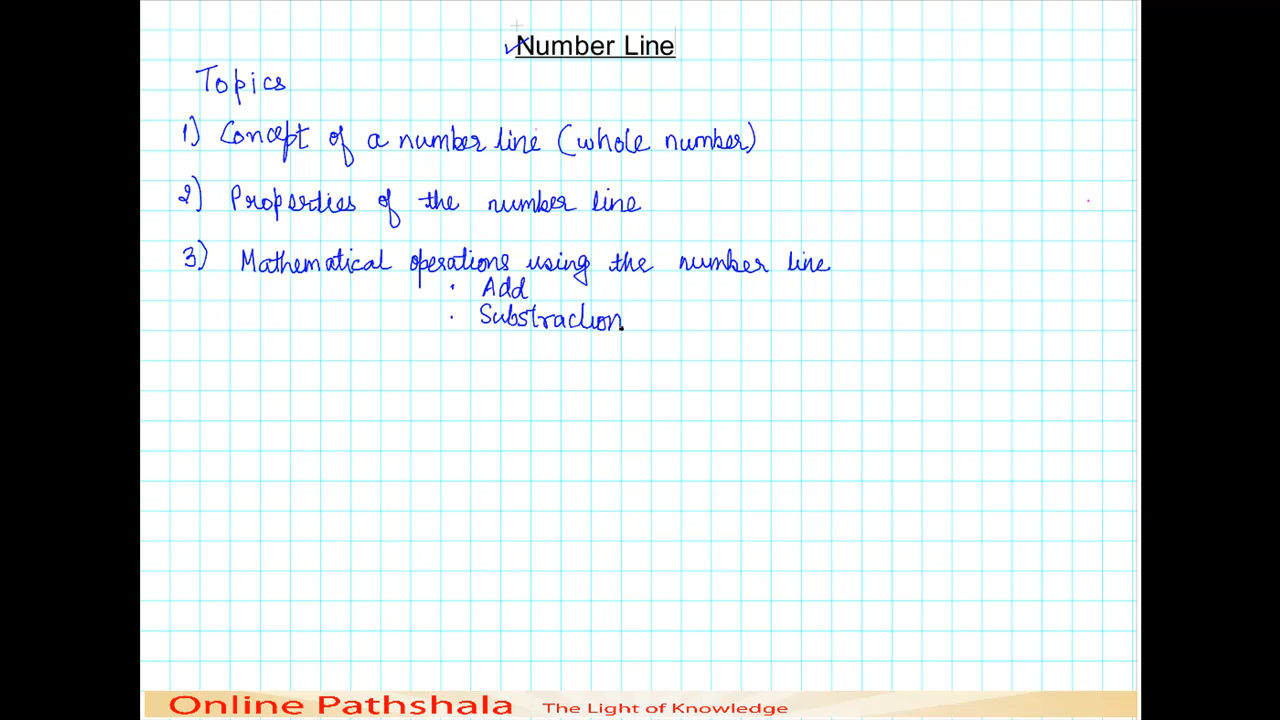 Number Line
Topics
1) Concept of a number line (whole number)
2) Properties of the number line
3) Mathematical operations using the number line
· Add
· Substraction
Online Pathshala The Light of Knowledge